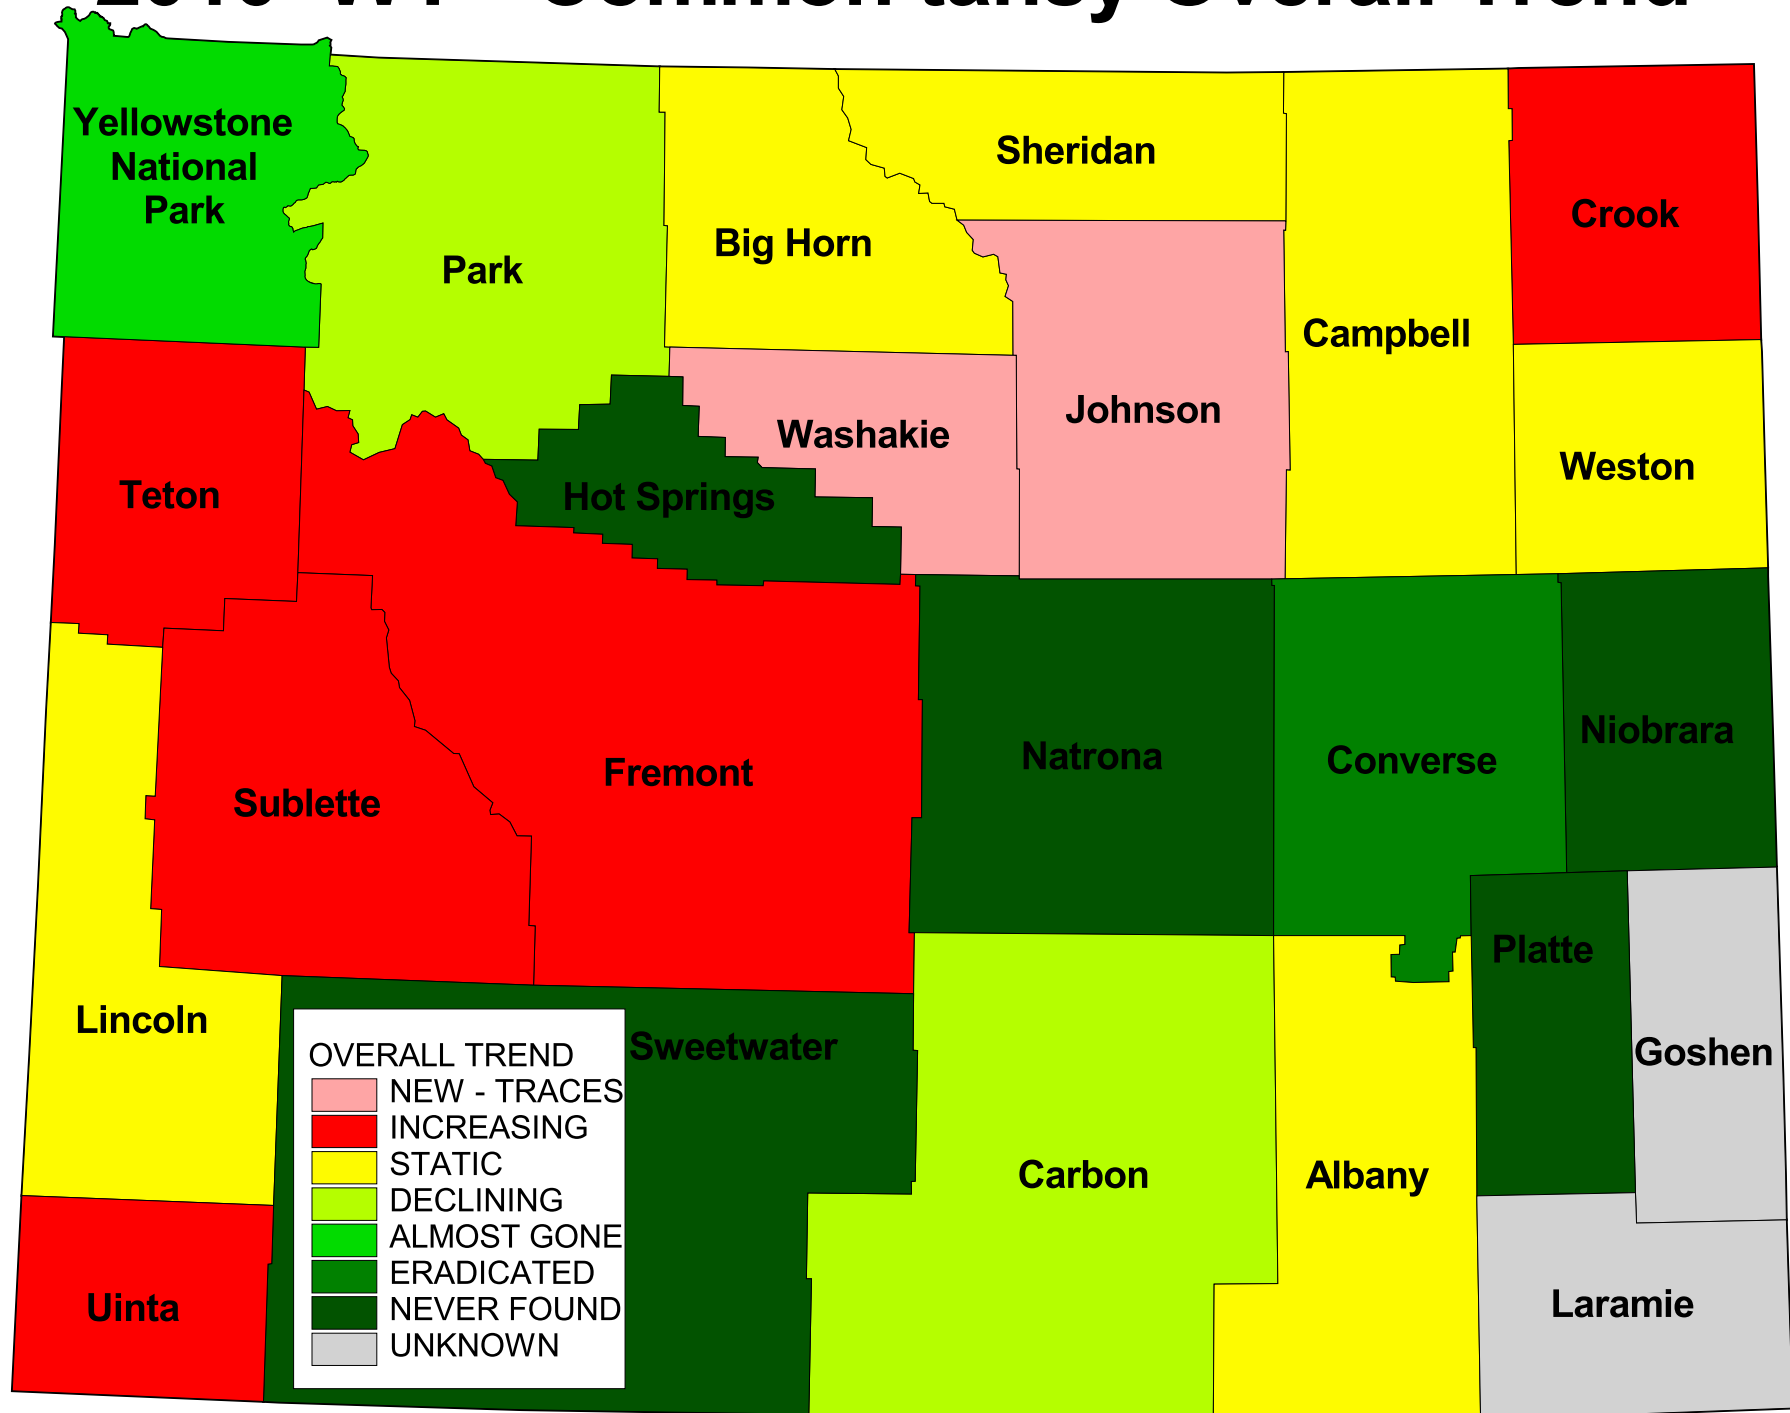 Yellowstone
National
Park
Park
Big Horn
Sheridan
Campbell
Crook
Teton
Washakie
Johnson
Weston
Hot Springs
Sublette
Fremont
Natrona
Converse
Niobrara
Lincoln
Sweetwater
Platte
Goshen
Carbon
Albany
Uinta
Laramie
OVERALL TREND
NEW - TRACES
INCREASING
STATIC
DECLINING
ALMOST GONE
ERADICATED
NEVER FOUND
UNKNOWN